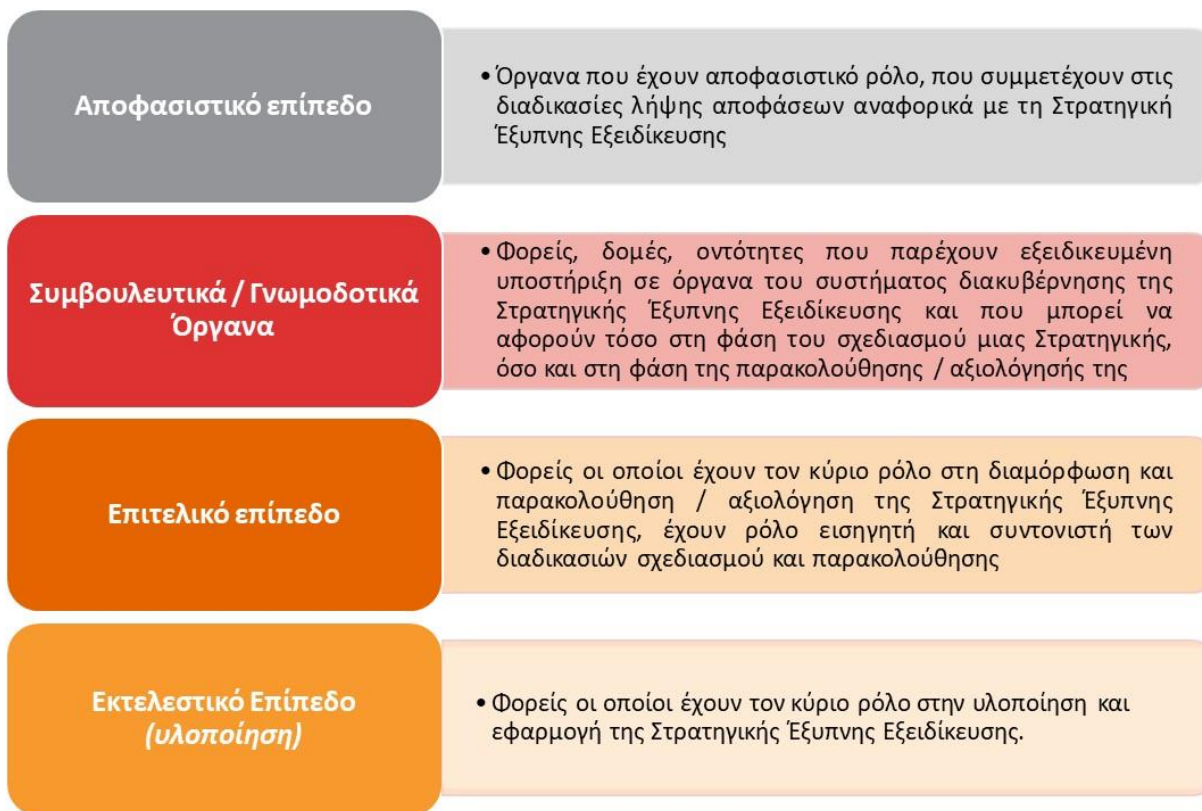 Αποφασιστικό επίπεδο
• Όργανα που έχουν αποφασιστικό ρόλο, που συμμετέχουν στις
διαδικασίες λήψης αποφάσεων αναφορικά με τη Στρατηγική
Έξυπνης Εξειδίκευσης
Συμβουλευτικά / Γνωμοδοτικά
Όργανα
• Φορείς, δομές, οντότητες που παρέχουν εξειδικευμένη
υποστήριξη σε όργανα του συστήματος διακυβέρνησης της
Στρατηγικής Έξυπνης Εξειδίκευσης και που μπορεί να
αφορούν τόσο στη φάση του σχεδιασμού μιας Στρατηγικής,
όσο και στη φάση της παρακολούθησης / αξιολόγησής της
Επιτελικό επίπεδο
• Φορείς οι οποίοι έχουν τον κύριο ρόλο στη διαμόρφωση και
παρακολούθηση / αξιολόγηση της Στρατηγικής Έξυπνης
Εξειδίκευσης, έχουν ρόλο εισηγητή και συντονιστή των
διαδικασιών σχεδιασμού και παρακολούθησης
Εκτελεστικό Επίπεδο
(υλοποίηση)
• Φορείς οι οποίοι έχουν τον κύριο ρόλο στην υλοποίηση και
εφαρμογή της Στρατηγικής Έξυπνης Εξειδίκευσης.